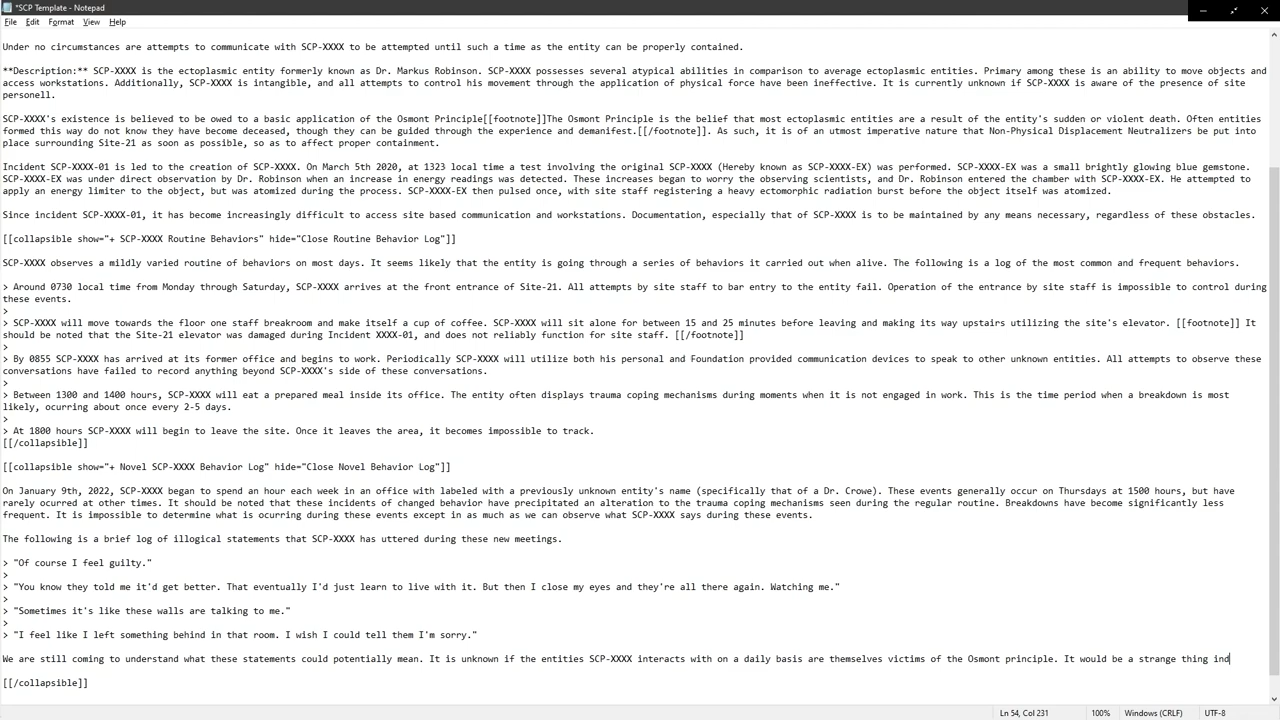 *SCP Template - Notepad
File Edit Format View Help
Under no circumstances are attempts to communicate with SCP-XXXX to be attempted until such a time as the entity can be properly contained.
**Description:** SCP-XXXX is the ectoplasmic entity formerly known as Dr. Markus Robinson. SCP-XXXX possesses several atypical abilities in comparison to average ectoplasmic entities. Primary among these is an ability to move objects and
access workstations. Additionally, SCP-XXXX is intangible, and all attempts to control his movement through the application of physical force have been ineffective. It is currently unknown if SCP-XXXX is aware of the presence of site
personell.
SCP-XXXX's existence is believed to be owed to a basic application of the Osmont Principle[[footnote]]The Osmont Principle is the belief that most ectoplasmic entities are a result of the entity's sudden or violent death. Often entities
formed this way do not know they have become deceased, though they can be guided through the experience and demanifest.[[/footnote]]. As such, it is of an utmost imperative nature that Non-Physical Displacement Neutralizers be put into
place surrounding Site-21 as soon as possible, so as to affect proper containment.
Incident SCP-XXXX-01 is led to the creation of SCP-XXXX. On March 5th 2020, at 1323 local time a test involving the original SCP-XXXX (Hereby known as SCP-XXXX-EX) was performed. SCP-XXXX-EX was a small brightly glowing blue gemstone.
SCP-XXXX-EX was under direct observation by Dr. Robinson when an increase in energy readings was detected. These increases began to worry the observing scientists, and Dr. Robinson entered the chamber with SCP-XXXX-EX. He attempted to
apply an energy limiter to the object, but was atomized during the process. SCP-XXXX-EX then pulsed once, with site staff registering a heavy ectomorphic radiation burst before the object itself was atomized.
Since incident SCP-XXXX-01, it has become increasingly difficult to access site based communication and workstations. Documentation, especially that of SCP-XXXX is to be maintained by any means necessary, regardless of these obstacles.
[[collapsible show="+ SCP-XXXX Routine Behaviors" hide="Close Routine Behavior Log"]]
SCP-XXXX observes a mildly varied routine of behaviors on most days. It seems likely that the entity is going through a series of behaviors it carried out when alive. The following is a log of the most common and frequent behaviors.
> Around 0730 local time from Monday through Saturday, SCP-XXXX arrives at the front entrance of Site-21. All attempts by site staff to bar entry to the entity fail. Operation of the entrance by site staff is impossible to control during
these events.
>
> SCP-XXXX will move towards the floor one staff breakroom and make itself a cup of coffee. SCP-XXXX will sit alone for between 15 and 25 minutes before leaving and making its way upstairs utilizing the site's elevator. [[footnote]] It
should be noted that the Site-21 elevator was damaged during Incident XXXX-01, and does not reliably function for site staff. [[/footnote]]
>
> By 0855 SCP-XXXX has arrived at its former office and begins to work. Periodically SCP-XXXX will utilize both his personal and Foundation provided communication devices to speak to other unknown entities. All attempts to observe these
conversations have failed to record anything beyond SCP-XXXX's side of these conversations.
>
> Between 1300 and 1400 hours, SCP-XXXX will eat a prepared meal inside its office. The entity often displays trauma coping mechanisms during moments when it is not engaged in work. This is the time period when a breakdown is most
likely, ocurring about once every 2-5 days.
>
> At 1800 hours SCP-XXXX will begin to leave the site. Once it leaves the area, it becomes impossible to track.
[[/collapsible]]
[[collapsible show="+ Novel SCP-XXXX Behavior Log" hide="Close Novel Behavior Log"]]
On January 9th, 2022, SCP-XXXX began to spend an hour each week in an office with labeled with a previously unknown entity's name (specifically that of a Dr. Crowe). These events generally occur on Thursdays at 1500 hours, but have
rarely ocurred at other times. It should be noted that these incidents of changed behavior have precipitated an alteration to the trauma coping mechanisms seen during the regular routine. Breakdowns have become significantly less
frequent. It is impossible to determine what is ocurring during these events except in as much as we can observe what SCP-XXXX says during these events.
The following is a brief log of illogical statements that SCP-XXXX has uttered during these new meetings.
> "Of course I feel guilty."
>
> "You know they told me it'd get better. That eventually I'd just learn to live with it. But then I close my eyes and they're all there again. Watching me."
>
> "Sometimes it's like these walls are talking to me."
>
> "I feel like I left something behind in that room. I wish I could tell them I'm sorry."
We are still coming to understand what these statements could potentially mean. It is unknown if the entities SCP-XXXX interacts with on a daily basis are themselves victims of the Osmont principle. It would be a strange thing ind
[[/collapsible]]
Ln 54, Col 231 100% Windows (CRLF) UTF-8